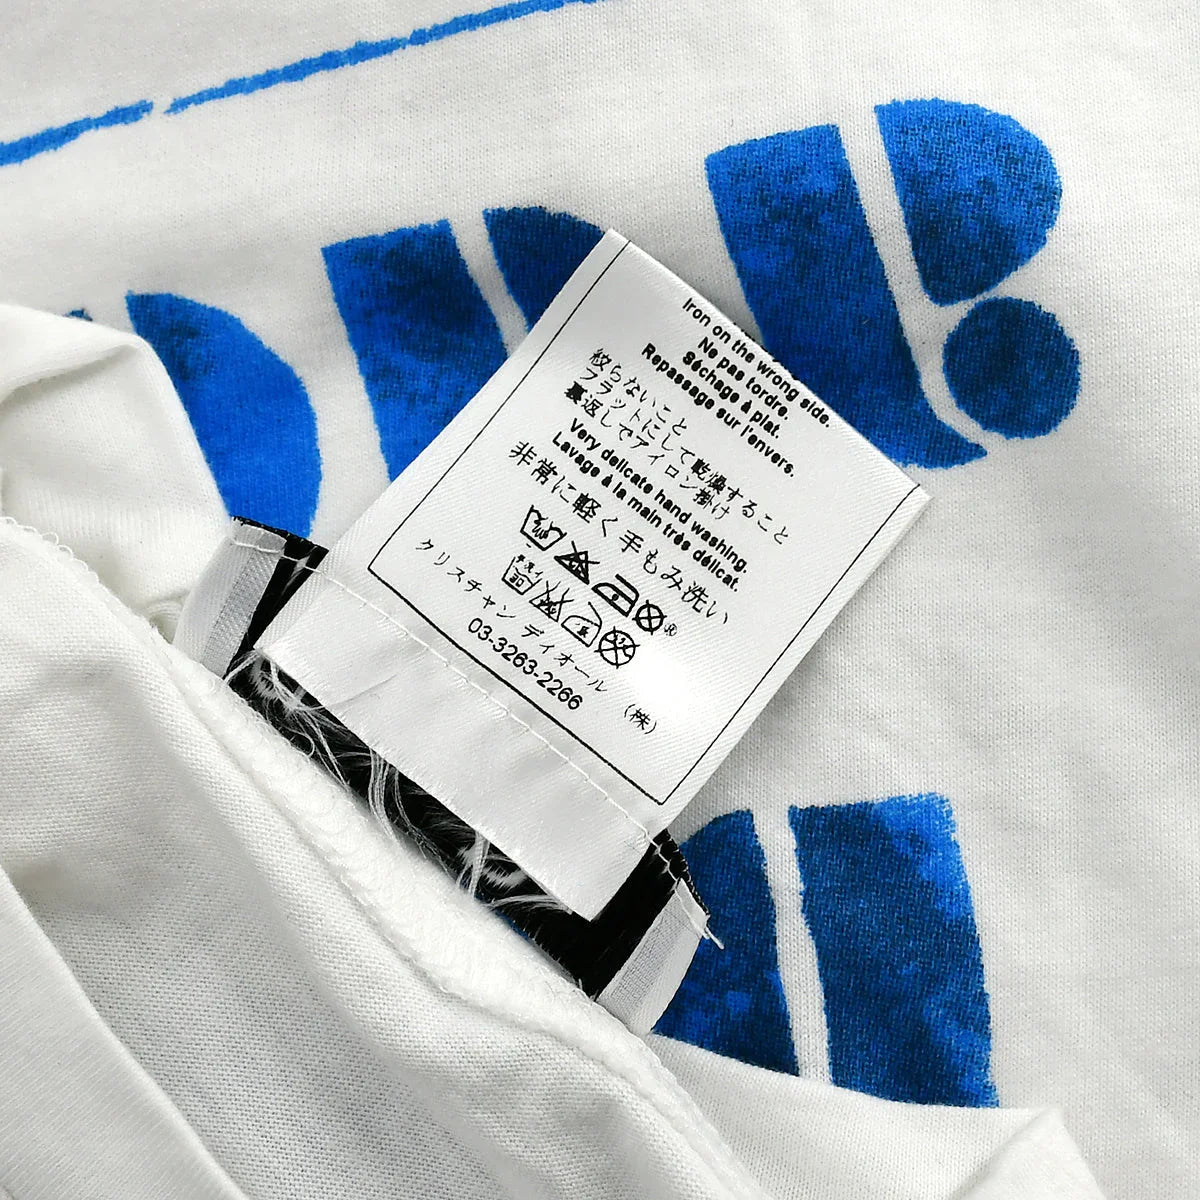 Iron on the wrong side.
Ne pas tordre.
Séchage à plat.
Repassage sur l'envers.
絞らないこと
フラットにして乾燥すること
裏返しでアイロン掛け
Very delicate hand washing.
Lavage à la main très délicat.
非常に軽く手もみ洗い
クリスチャン ディオール (株)
03-3263-2266